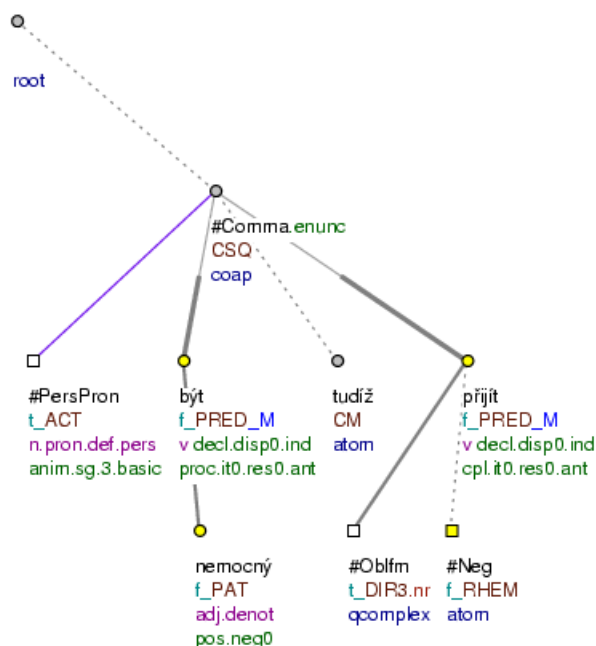 root
#Comma.enunc
CSQ
coap
#PersPron
t_ACT
n.pron.def.pers
anim.sg.3.basic
být
f_PRED_M
v decl.disp0.ind
proc.it0.res0.ant
tudíž
CM
atom
přijít
f_PRED_M
v decl.disp0.ind
cpl.it0.res0.ant
nemocný
f_PAT
adj.denot
pos.neg0
#Oblfm
t_DIR3.nr
qcomplex
#Neg
f_RHEM
atom